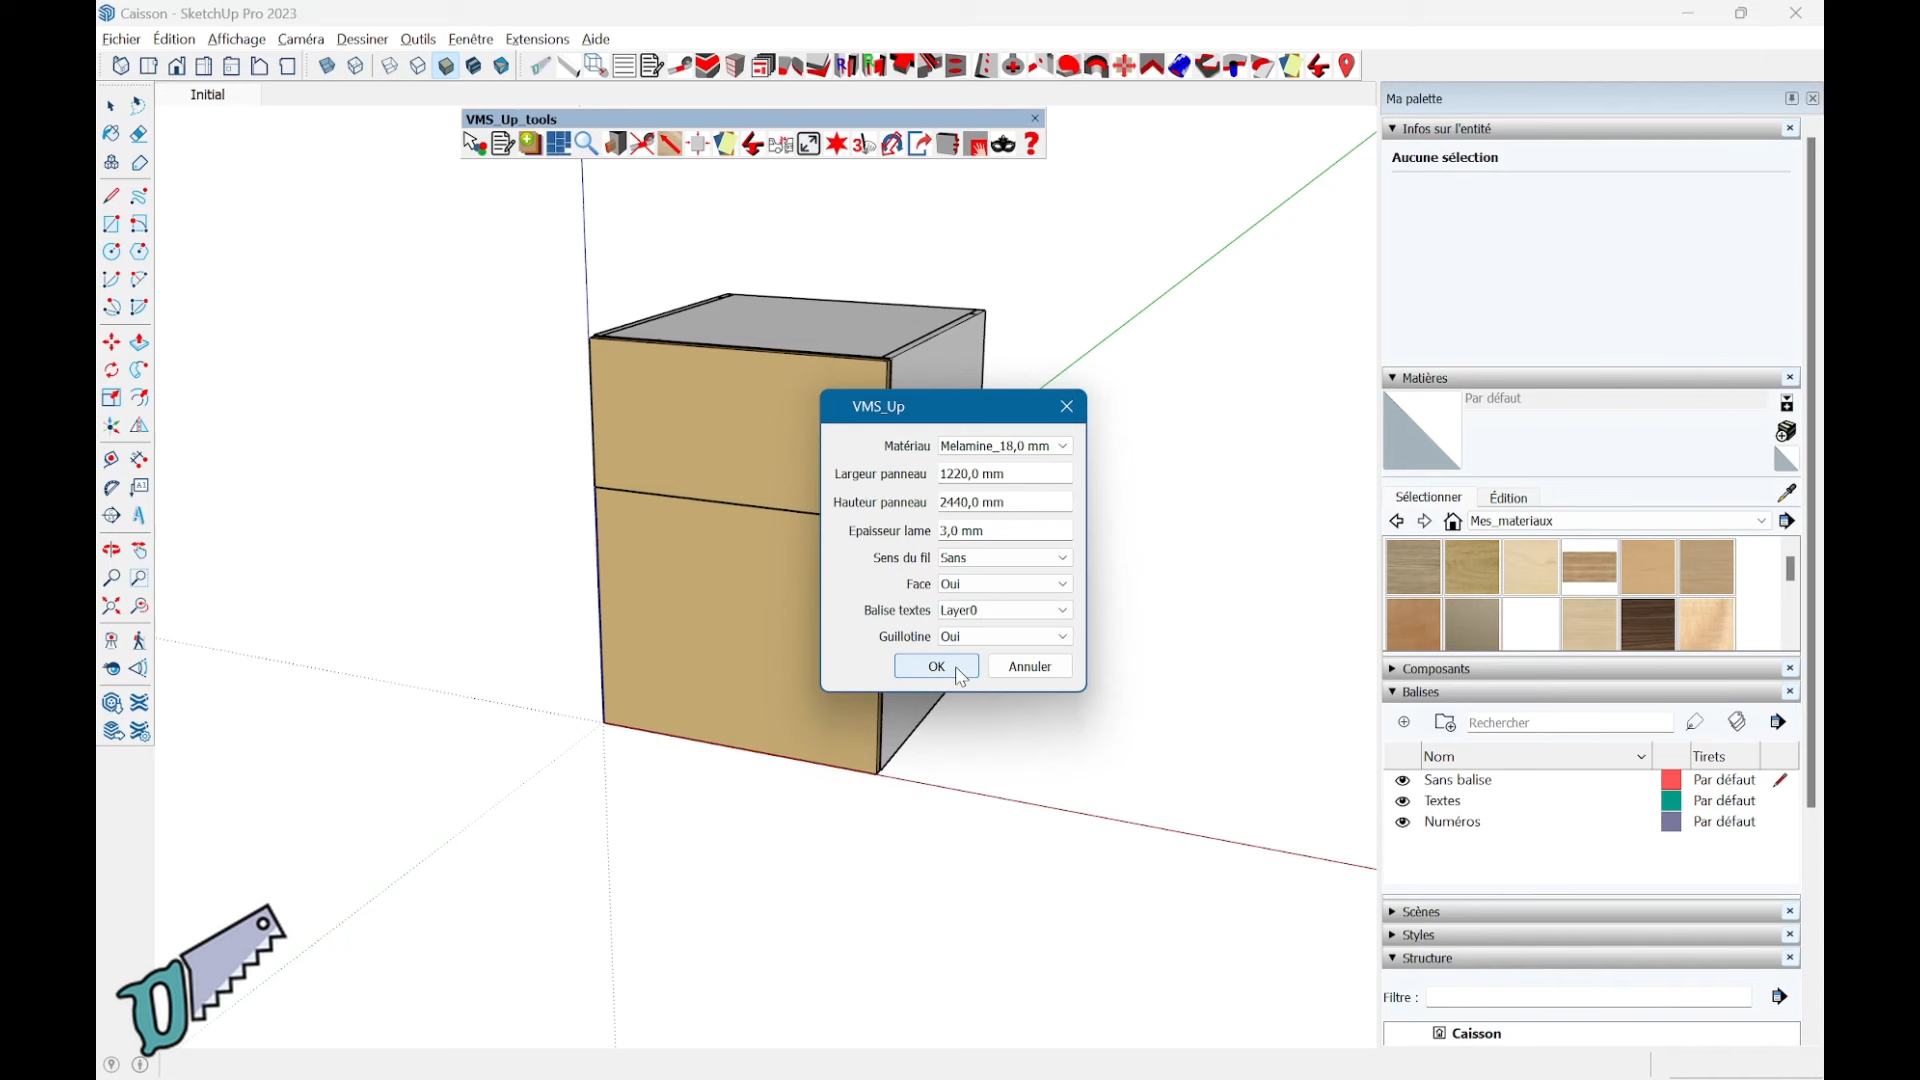 Caisson - SketchUp Pro 2023
Fichier Édition Affichage Caméra Dessiner Outils Fenêtre Extensions Aide
Initial
VMS_Up_tools
VMS_Up
Matériau Melamine_18,0 mm
Largeur panneau 1220,0 mm
Hauteur panneau 2440,0 mm
Epaisseur lame 3,0 mm
Sens du fil Sans
Face Oui
Balise textes Layer0
Guillotine Oui
OK Annuler
Ma palette
Infos sur l'entité
Aucune sélection
Matières
Par défaut
Sélectionner Édition
Mes_materiaux
Composants
Balises
Rechercher
Nom Tirets
Sans balise Par défaut
Textes Par défaut
Numéros Par défaut
Scènes
Styles
Structure
Filtre :
Caisson